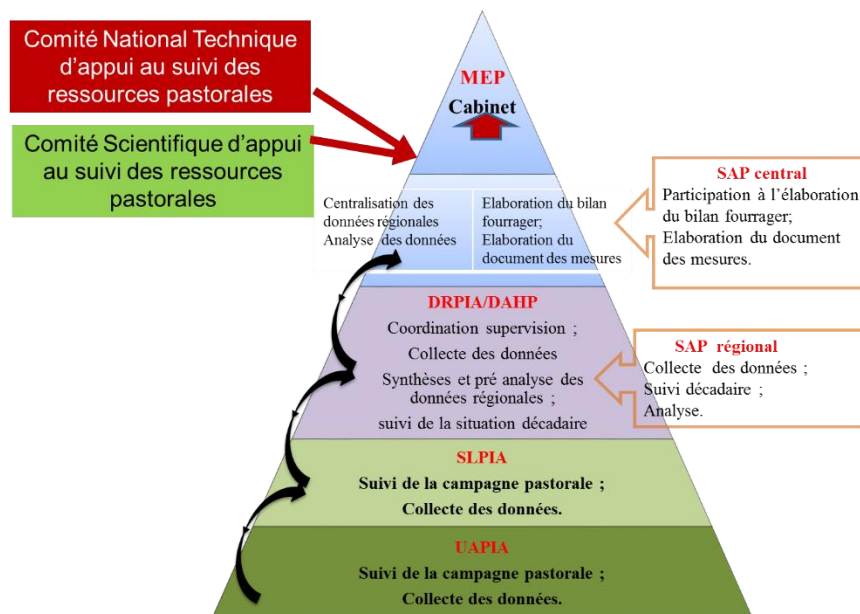 Comité National Technique
d'appui au suivi des
ressources pastorales
Comité Scientifique d'appui
au suivi des ressources
pastorales
MEP
Cabinet
Centralisation des
données régionales
Analyse des données
Elaboration du bilan
fourrager;
Elaboration du
document des mesures
SAP central
Participation à l'élaboration
du bilan fourrager;
Elaboration du document
des mesures.
DRPIA/DAHP
Coordination supervision ;
Collecte des données
Synthèses et pré analyse des
données régionales ;
suivi de la situation décadaire
SAP régional
Collecte des données ;
Suivi décadaire ;
Analyse.
SLPIA
Suivi de la campagne pastorale ;
Collecte des données.
UAPIA
Suivi de la campagne pastorale ;
Collecte des données.